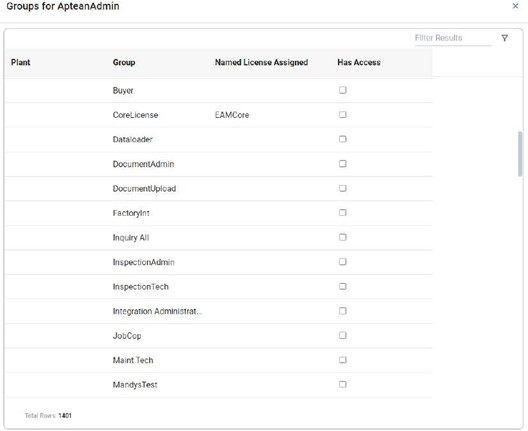 Groups for ApteanAdmin
Filter Results
Plant Group Named License Assigned Has Access
Buyer
CoreLicense EAMCore
Dataloader
DocumentAdmin
DocumentUpload
FactoryInt
Inquiry All
InspectionAdmin
InspectionTech
Integration Administrat...
JobCop
Maint Tech
MandysTest
Total Rows: 1401